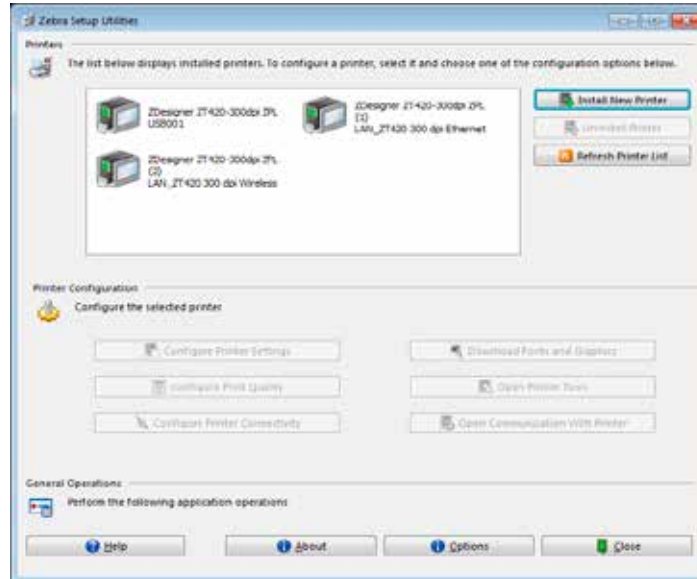 Zebra Setup Utilities
Printers
The list below displays installed printers. To configure a printer, select it and choose one of the configuration options below.
ZDesigner ZT420-300dpi ZPL
USB001
ZDesigner ZT420-300dpi ZPL
(1)
LAN_ZT420 300 dpi Ethernet
ZDesigner ZT420-300dpi ZPL
(2)
LAN_ZT420 300 dpi Wireless
Install New Printer
Uninstall Printer
Refresh Printer List
Printer Configuration
Configure the selected printer
Configure Printer Settings
Download Fonts and Graphics
Configure Print Quality
Open Printer Tools
Configure Printer Connectivity
Open Communication With Printer
General Operations
Perform the following application operations
Help
About
Options
Close